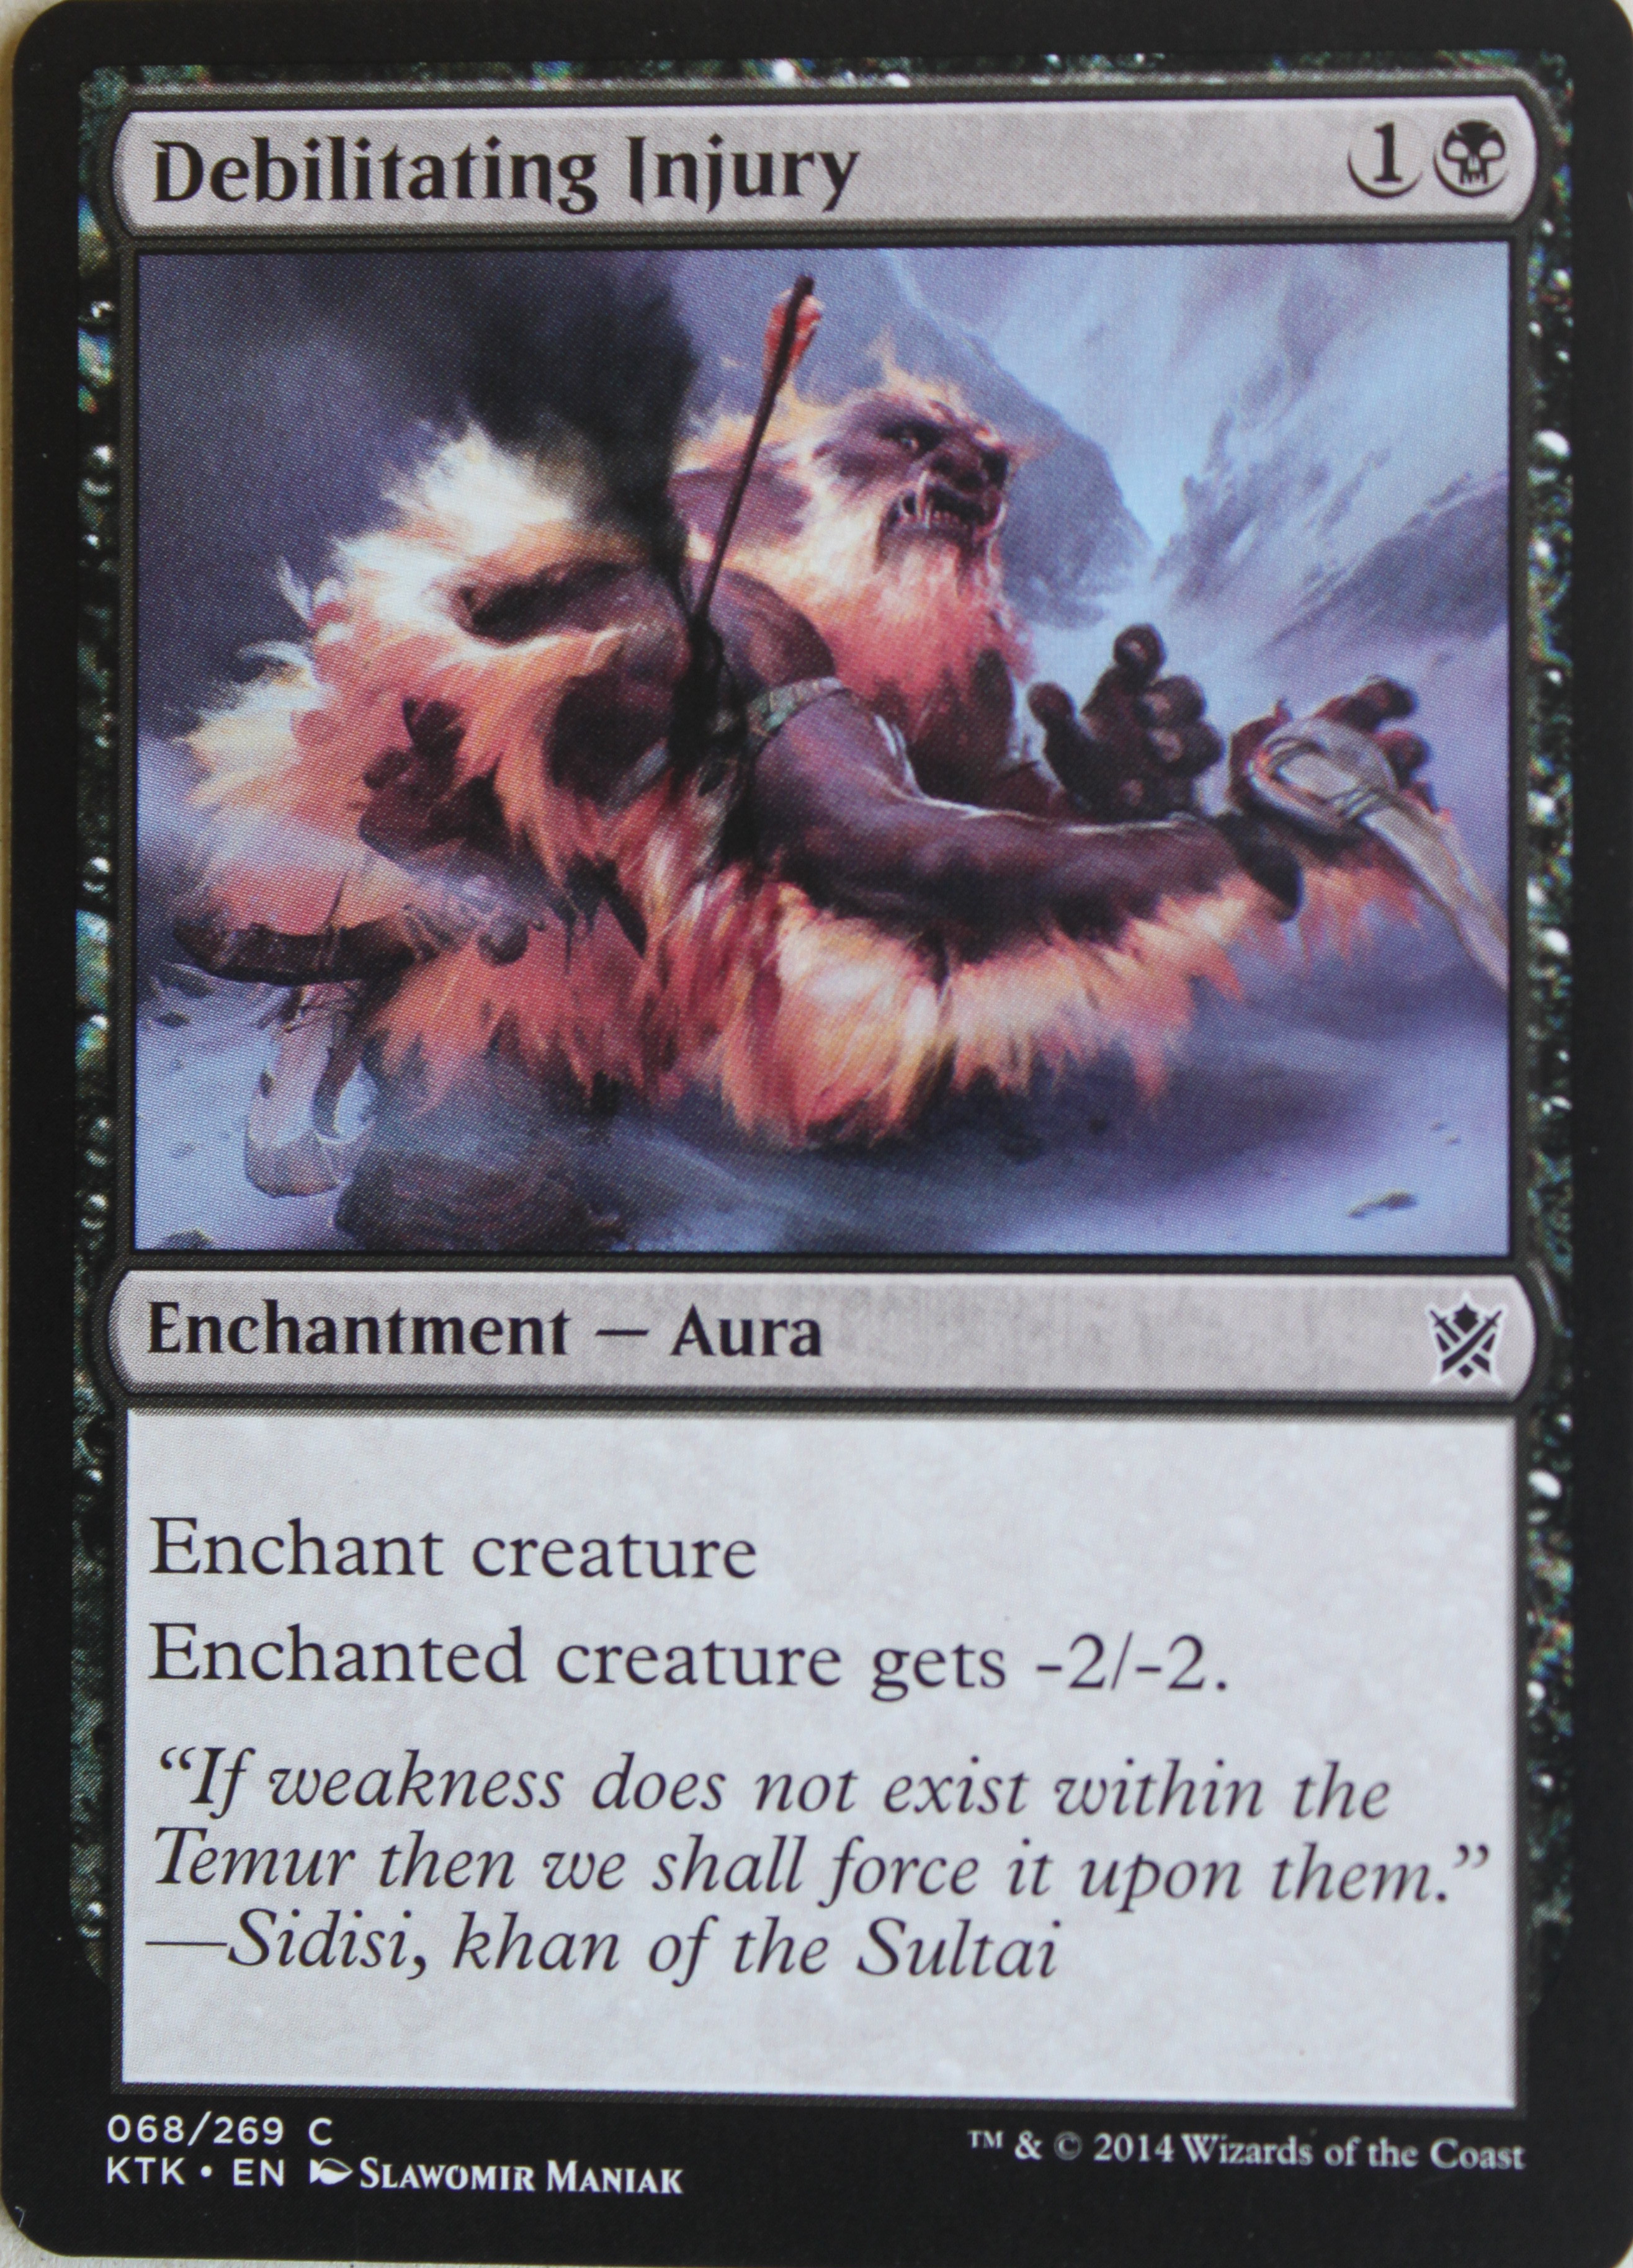 Debilitating Injury 1
Enchantment — Aura
Enchant creature
Enchanted creature gets -2/-2.
“If weakness does not exist within the
Temur then we shall force it upon them.”
—Sidisi, khan of the Sultai
068/269 C
KTK • EN SLAWOMIR MANIAK
™ & © 2014 Wizards of the Coast